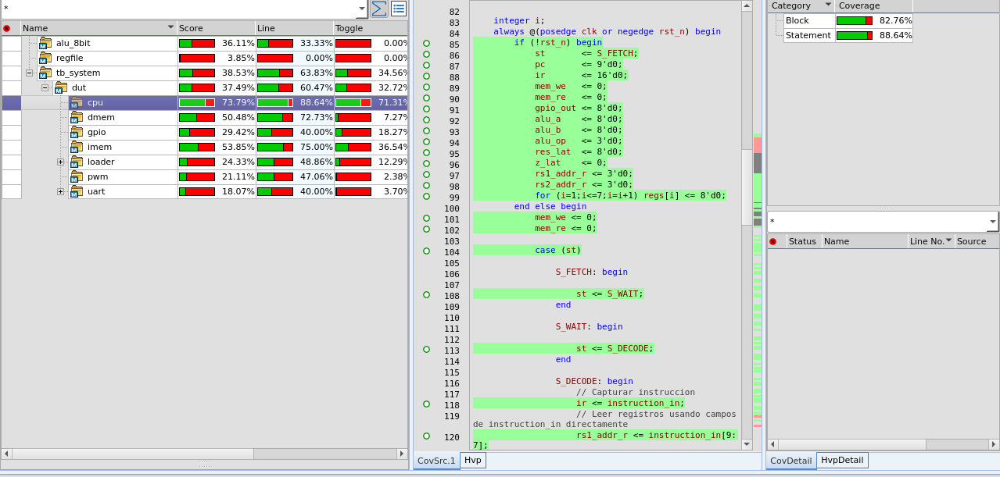 *
Name Score Line Toggle
alu_8bit 36.11% 33.33% 0.00%
regfile 3.85% 0.00% 0.00%
tb_system 38.53% 63.83% 34.56%
dut 37.49% 60.47% 32.72%
cpu 73.79% 88.64% 71.31%
dmem 50.48% 72.73% 7.27%
gpio 29.42% 40.00% 18.27%
imem 53.85% 75.00% 36.54%
loader 24.33% 48.86% 12.29%
pwm 21.11% 47.06% 2.38%
uart 18.07% 40.00% 3.70%
82
83 integer i;
84 always @(posedge clk or negedge rst_n) begin
85 if (!rst_n) begin
86 st <= S_FETCH;
87 pc <= 9'd0;
88 ir <= 16'd0;
89 mem_we <= 0;
90 mem_re <= 0;
91 gpio_out <= 8'd0;
92 alu_a <= 8'd0;
93 alu_b <= 8'd0;
94 alu_op <= 3'd0;
95 res_lat <= 8'd0;
96 z_lat <= 0;
97 rs1_addr_r <= 3'd0;
98 rs2_addr_r <= 3'd0;
99 for (i=1;i<=7;i=i+1) regs[i] <= 8'd0;
100 end else begin
101 mem_we <= 0;
102 mem_re <= 0;
103
104 case (st)
105
106 S_FETCH: begin
107
108 st <= S_WAIT;
109 end
110
111 S_WAIT: begin
112
113 st <= S_DECODE;
114 end
115
116 S_DECODE: begin
117 // Capturar instruccion
118 ir <= instruction_in;
119 // Leer registros usando campos
de instruction_in directamente
120 rs1_addr_r <= instruction_in[9:
7];
CovSrc.1 Hvp
Category Coverage
Block 82.76%
Statement 88.64%
*
Status Name Line No. Source
CovDetail HvpDetail